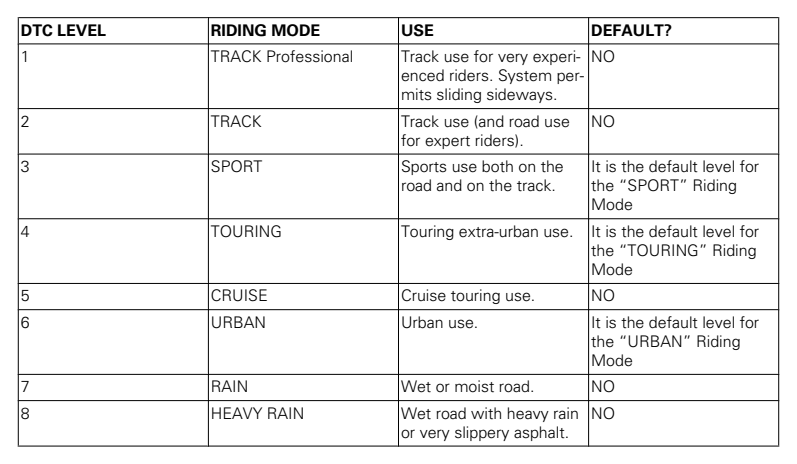 DTC LEVEL RIDING MODE USE DEFAULT?
1 TRACK Professional Track use for very experi- NO
enced riders. System per-
mits sliding sideways.
2 TRACK Track use (and road use NO
for expert riders).
3 SPORT Sports use both on the It is the default level for
road and on the track. the “SPORT” Riding
Mode
4 TOURING Touring extra-urban use. It is the default level for
the “TOURING” Riding
Mode
5 CRUISE Cruise touring use. NO
6 URBAN Urban use. It is the default level for
the “URBAN” Riding
Mode
7 RAIN Wet or moist road. NO
8 HEAVY RAIN Wet road with heavy rain NO
or very slippery asphalt.